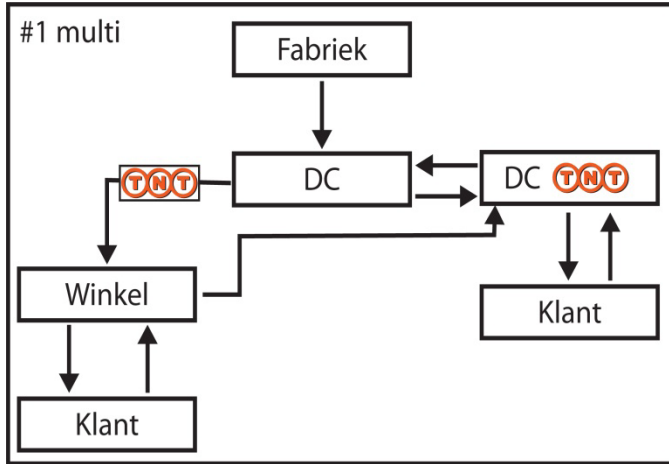 #1 multi
Fabriek
TNT
DC
DC TNT
Winkel
Klant
Klant